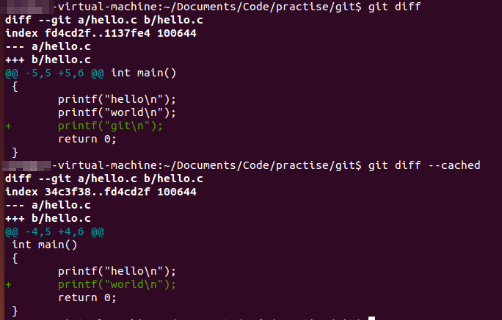 -virtual-machine:~/Documents/Code/practise/git$ git diff
diff --git a/hello.c b/hello.c
index fd4cd2f..1137fe4 100644
--- a/hello.c
+++ b/hello.c
@@ -5,5 +5,6 @@ int main()
 {
        printf("hello\n");
        printf("world\n");
+       printf("git\n");
        return 0;
 }
-virtual-machine:~/Documents/Code/practise/git$ git diff --cached
diff --git a/hello.c b/hello.c
index 34c3f38..fd4cd2f 100644
--- a/hello.c
+++ b/hello.c
@@ -4,5 +4,6 @@
 int main()
 {
        printf("hello\n");
+       printf("world\n");
        return 0;
 }